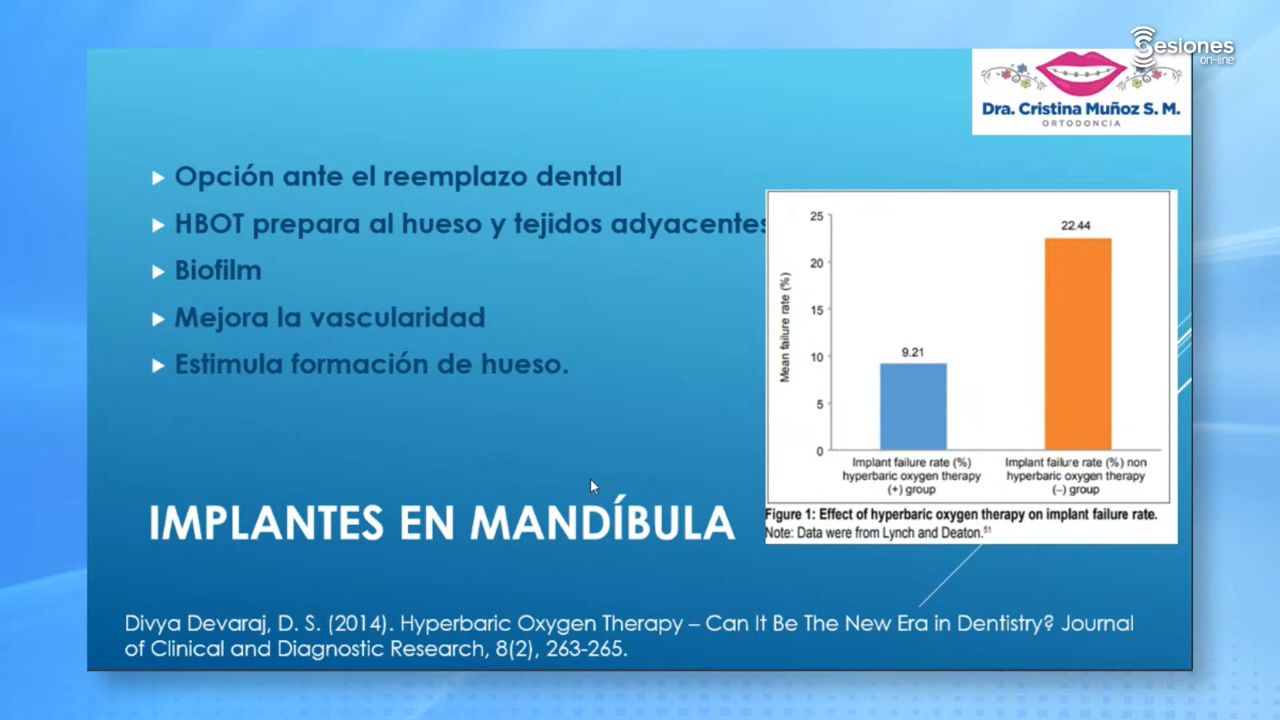 Sesiones
on-line
Dra. Cristina Muñoz S. M.
ORTODONCIA
Opción ante el reemplazo dental
HBOT prepara al hueso y tejidos adyacentes
Biofilm
Mejora la vascularidad
Estimula formación de hueso.
Mean failure rate (%)
25
20
15
10
5
0
9.21
22.44
Implant failure rate (%)
hyperbaric oxygen therapy
(+) group
Implant failure rate (%) non
hyperbaric oxygen therapy
(–) group
Figure 1: Effect of hyperbaric oxygen therapy on implant failure rate.
Note: Data were from Lynch and Deaton.51
IMPLANTES EN MANDÍBULA
Divya Devaraj, D. S. (2014). Hyperbaric Oxygen Therapy – Can It Be The New Era in Dentistry? Journal
of Clinical and Diagnostic Research, 8(2), 263-265.